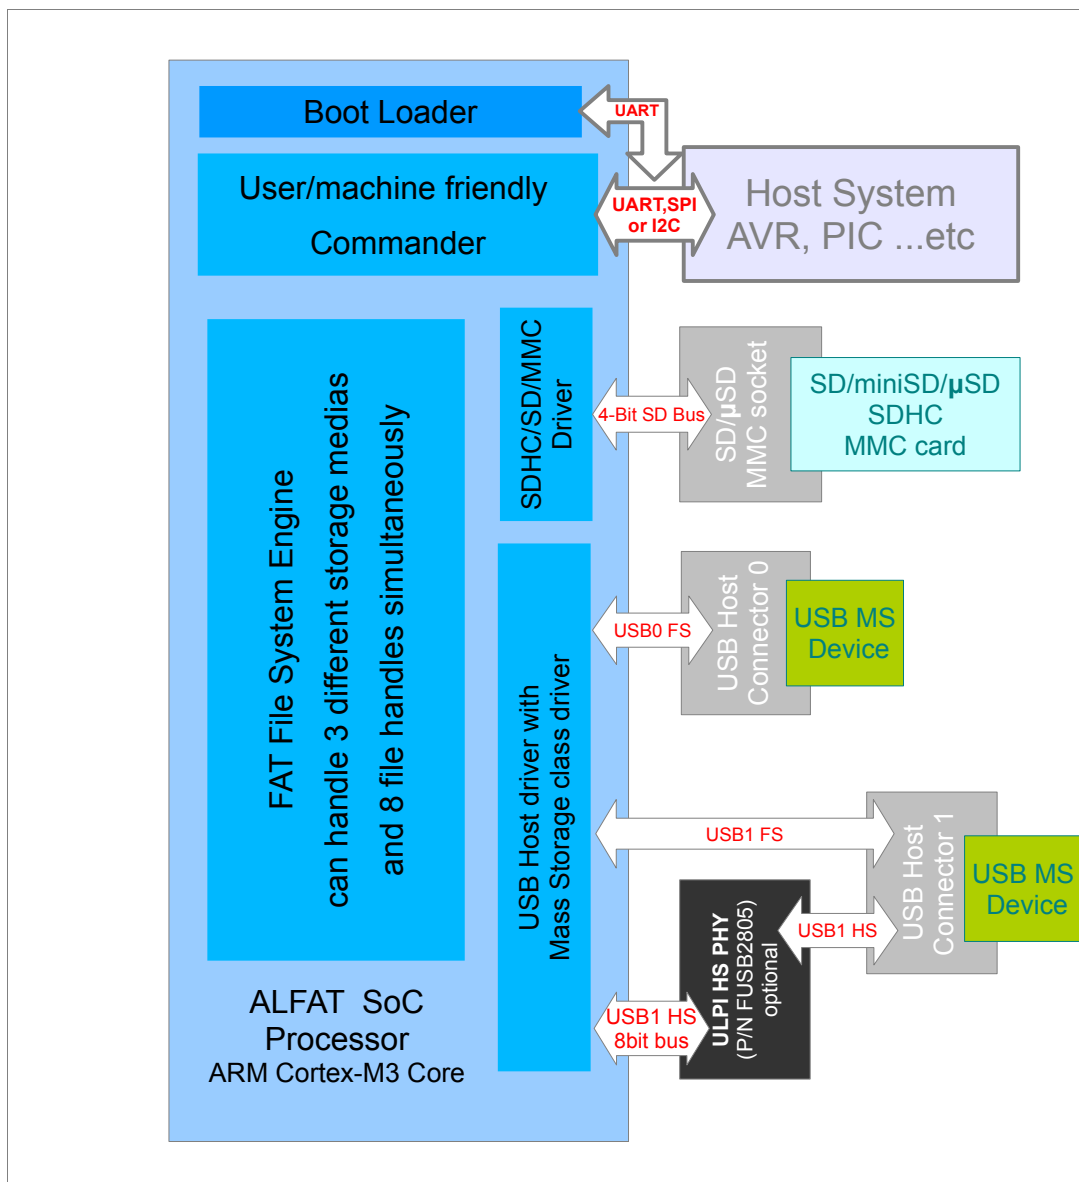 Boot Loader
UART
User/machine friendly
Commander
UART,SPI
or I2C
Host System
AVR, PIC ...etc
FAT File System Engine
can handle 3 different storage medias
and 8 file handles simultaneously
SDHC/SD/MMC
Driver
4-Bit SD Bus
SD/µSD
MMC socket
SD/miniSD/µSD
SDHC
MMC card
USB Host driver with
Mass Storage class driver
USB0 FS
USB Host
Connector 0
USB MS
Device
USB1 FS
USB Host
Connector 1
USB MS
Device
ULPI HS PHY
(P/N FUSB2805)
optional
USB1 HS
USB1 HS
8bit bus
ALFAT SoC
Processor
ARM Cortex-M3 Core